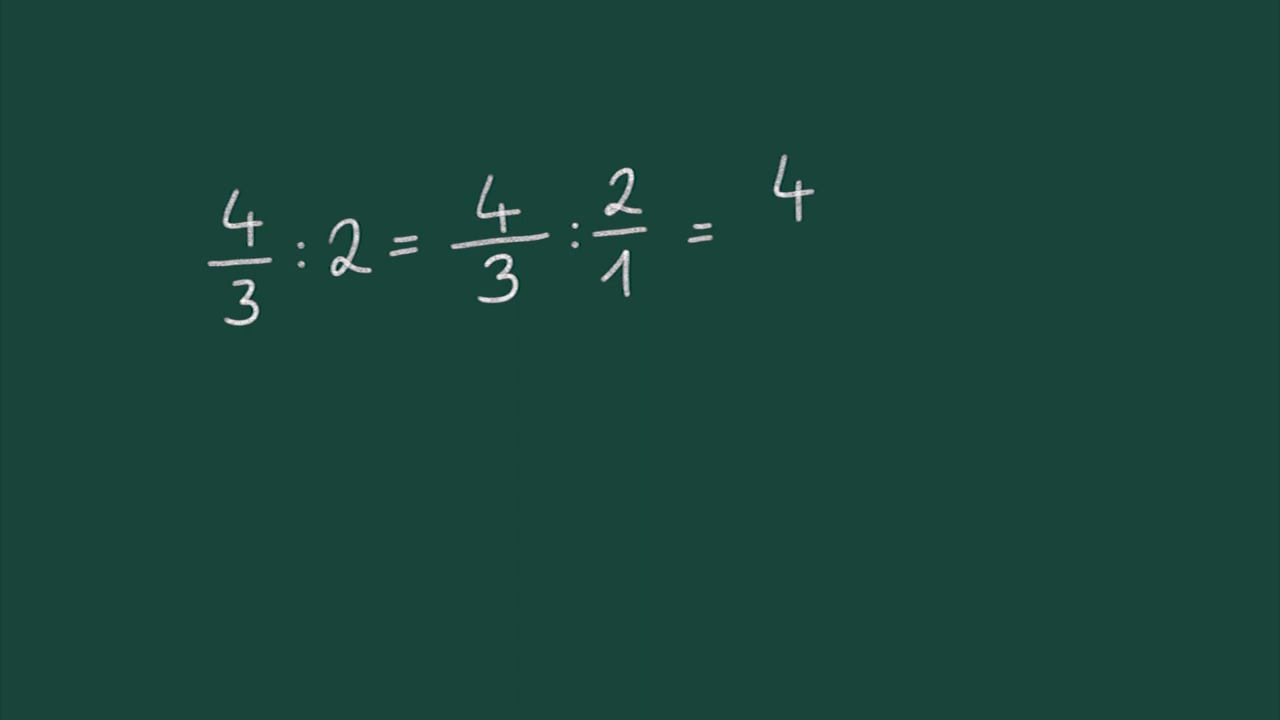 4/3 : 2 = 4/3 : 2/1 = 4